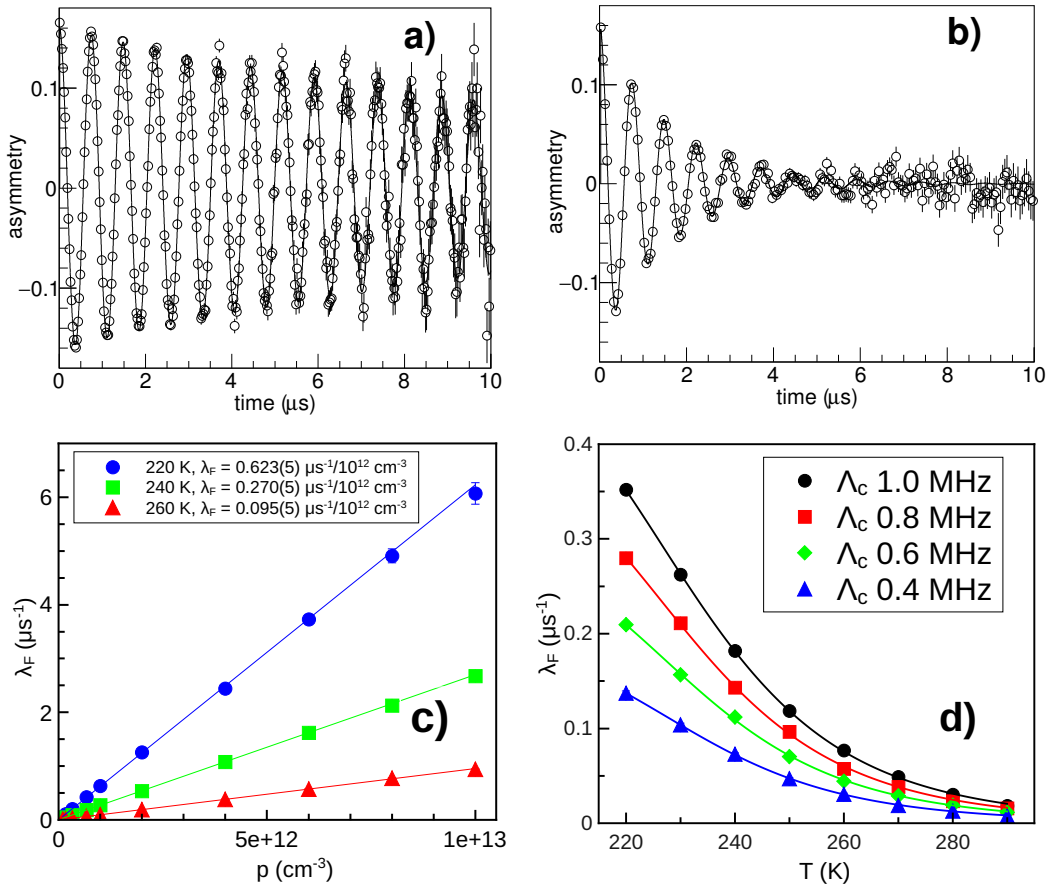 a)
asymmetry
0.1
0
−0.1
0 2 4 6 8 10
time (μs)
b)
asymmetry
0.1
0
−0.1
0 2 4 6 8 10
time (μs)
220 K, λF = 0.623(5) μs-1/1012 cm-3
240 K, λF = 0.270(5) μs-1/1012 cm-3
260 K, λF = 0.095(5) μs-1/1012 cm-3
c)
λF (μs-1)
6
4
2
0
0 5e+12 1e+13
p (cm-3)
Λc 1.0 MHz
Λc 0.8 MHz
Λc 0.6 MHz
Λc 0.4 MHz
d)
λF (μs-1)
0.4
0.3
0.2
0.1
0
220 240 260 280
T (K)